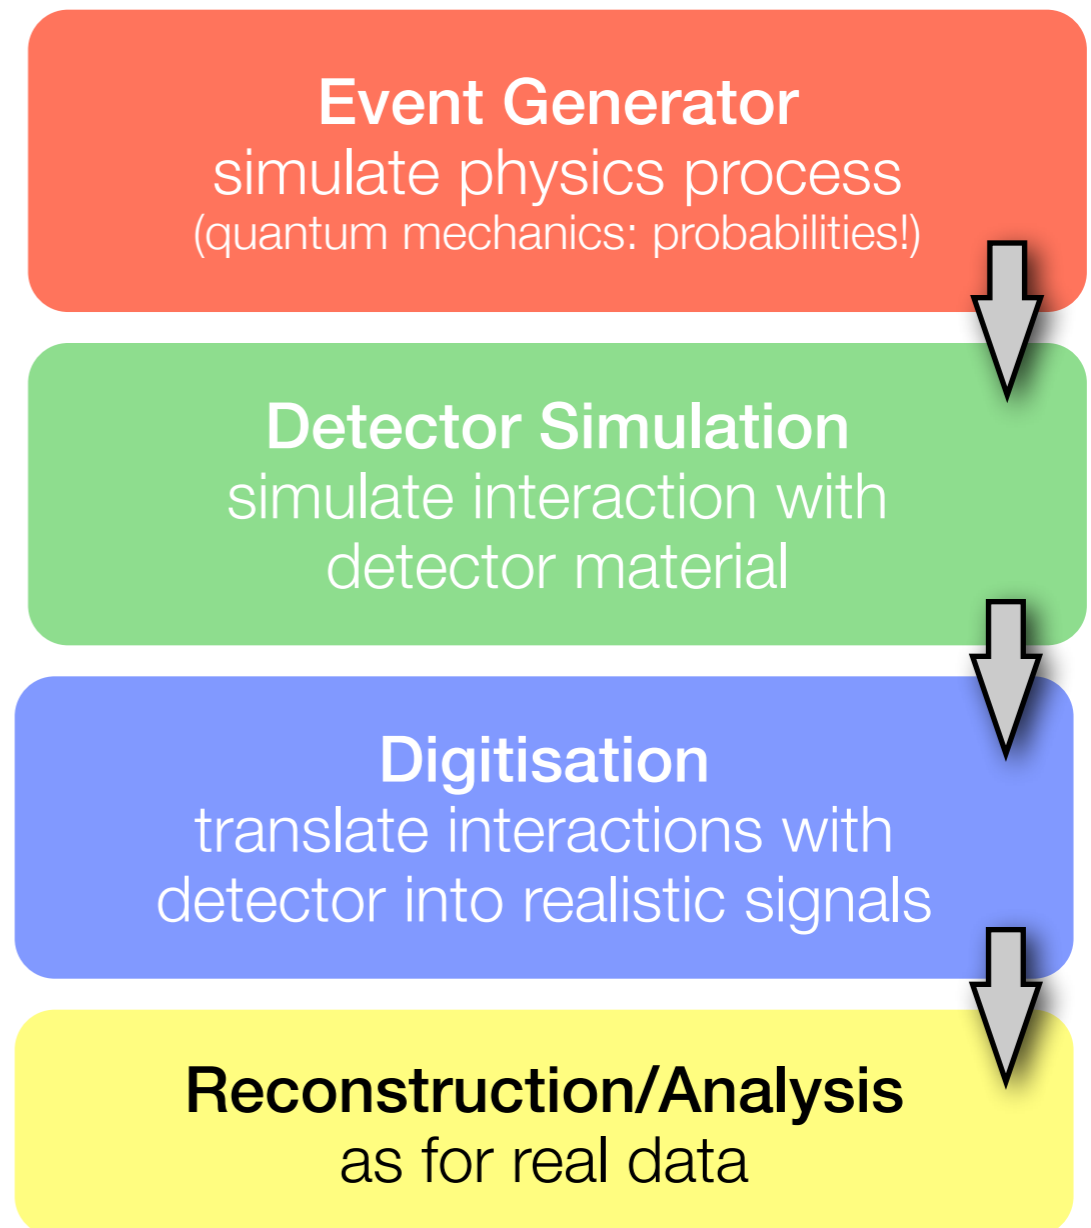 Event Generator
simulate physics process
(quantum mechanics: probabilities!)
Detector Simulation
simulate interaction with
detector material
Digitisation
translate interactions with
detector into realistic signals
Reconstruction/Analysis
as for real data